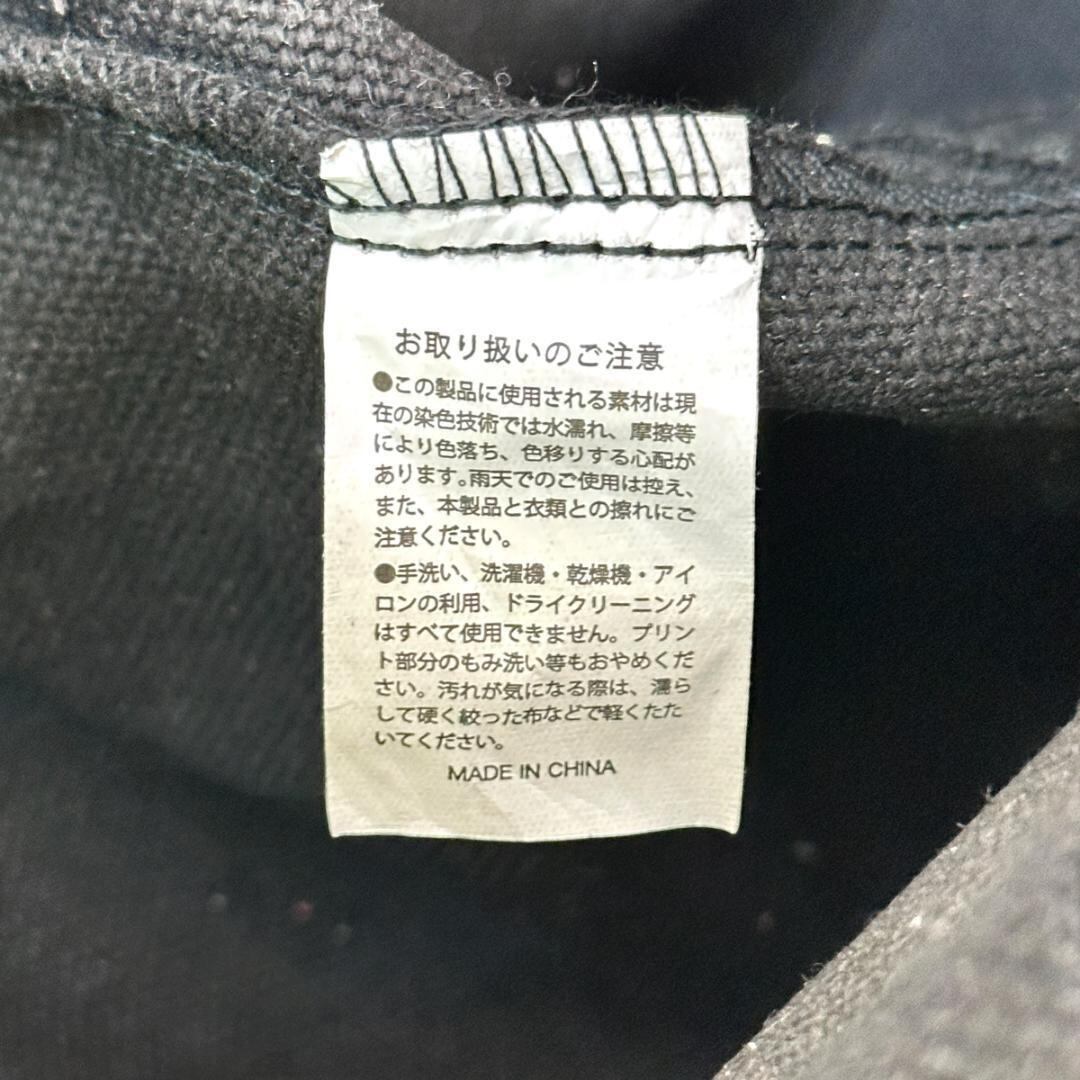 お取り扱いのご注意
●この製品に使用される素材は現
在の染色技術では水濡れ、摩擦等
により色落ち、色移りする心配が
あります。雨天でのご使用は控え、
また、本製品と衣類との擦れにご
注意ください。
●手洗い、洗濯機・乾燥機・アイ
ロンの利用、ドライクリーニング
はすべて使用できません。プリン
ト部分のもみ洗い等もおやめくだ
さい。汚れが気になる際は、濡ら
して硬く絞った布などで軽くたた
いてください。
MADE IN CHINA